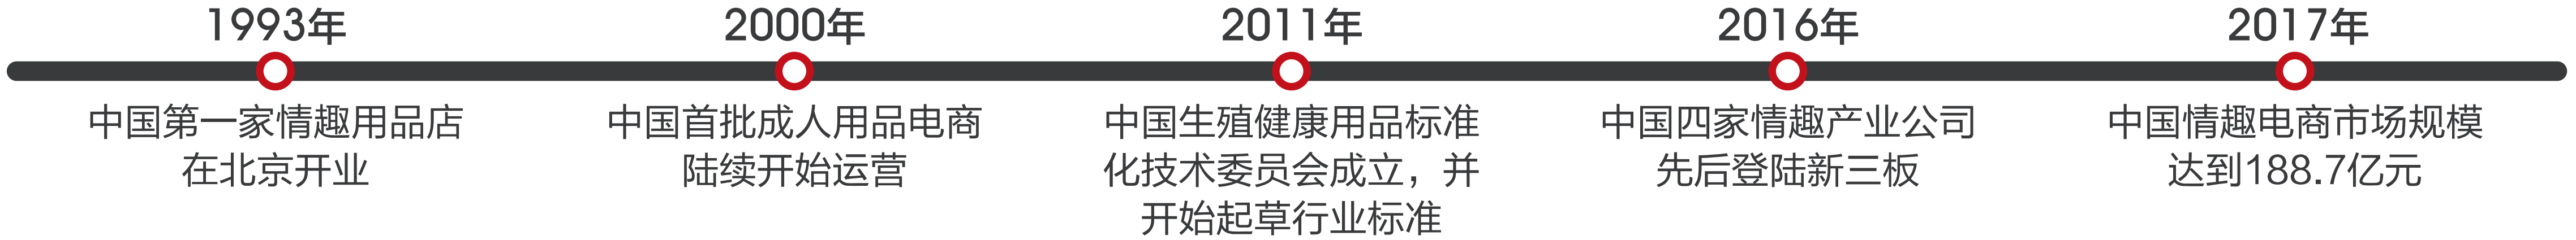 1993年
中国第一家情趣用品店
在北京开业
2000年
中国首批成人用品电商
陆续开始运营
2011年
中国生殖健康用品标准
化技术委员会成立，并
开始起草行业标准
2016年
中国四家情趣产业公司
先后登陆新三板
2017年
中国情趣电商市场规模
达到188.7亿元